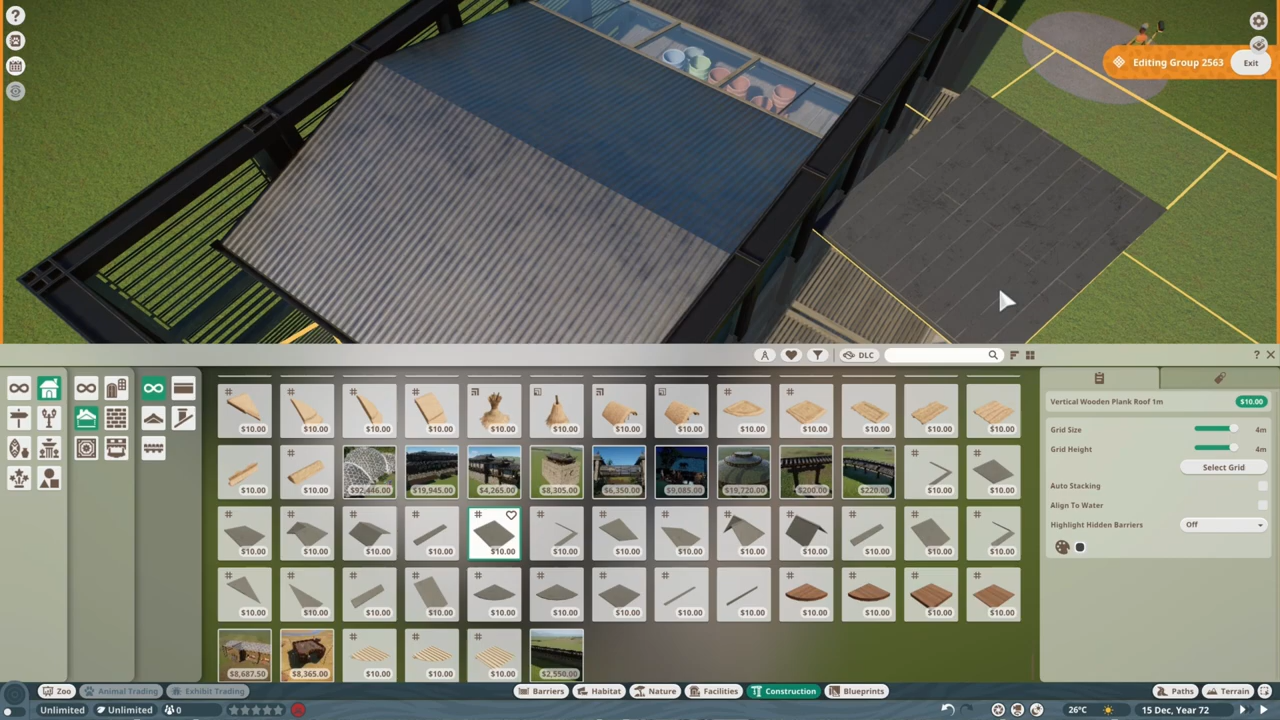 Editing Group 2563
Exit
DLC
$10.00 $10.00 $10.00 $10.00 $10.00 $10.00 $10.00 $10.00 $10.00 $10.00 $10.00 $10.00 $10.00
$10.00 $10.00 $92,446.00 $19,945.00 $4,265.00 $8,305.00 $6,350.00 $9,085.00 $19,720.00 $200.00 $220.00 $10.00 $10.00
$10.00 $10.00 $10.00 $10.00 $10.00 $10.00 $10.00 $10.00 $10.00 $10.00 $10.00 $10.00 $10.00
$10.00 $10.00 $10.00 $10.00 $10.00 $10.00 $10.00 $10.00 $10.00 $10.00 $10.00 $10.00 $10.00
$8,687.50 $8,365.00 $10.00 $10.00 $10.00 $2,550.00
Vertical Wooden Plank Roof 1m $10.00
Grid Size 4m
Grid Height 4m
Select Grid
Auto Stacking
Align To Water
Highlight Hidden Barriers Off
Zoo Animal Trading Exhibit Trading Barriers Habitat Nature Facilities Construction Blueprints Paths Terrain
Unlimited Unlimited 0 26°C 15 Dec, Year 72